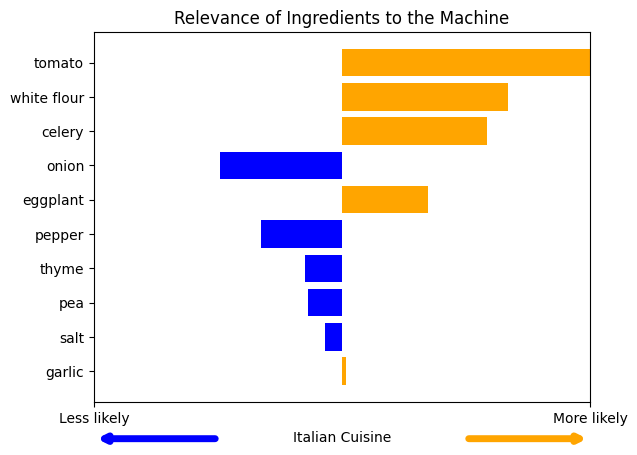 Relevance of Ingredients to the Machine
tomato
white flour
celery
onion
eggplant
pepper
thyme
pea
salt
garlic
Less likely
More likely
Italian Cuisine